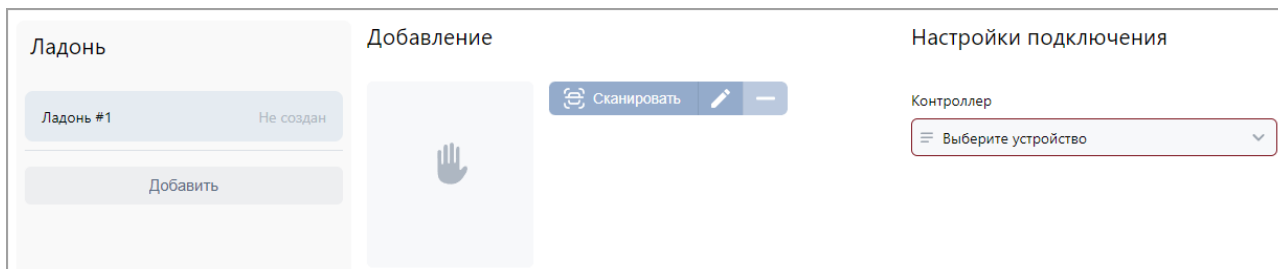 Ладонь
Ладонь #1 Не создан
Добавить
Добавление
Сканировать
Настройки подключения
Контроллер
Выберите устройство